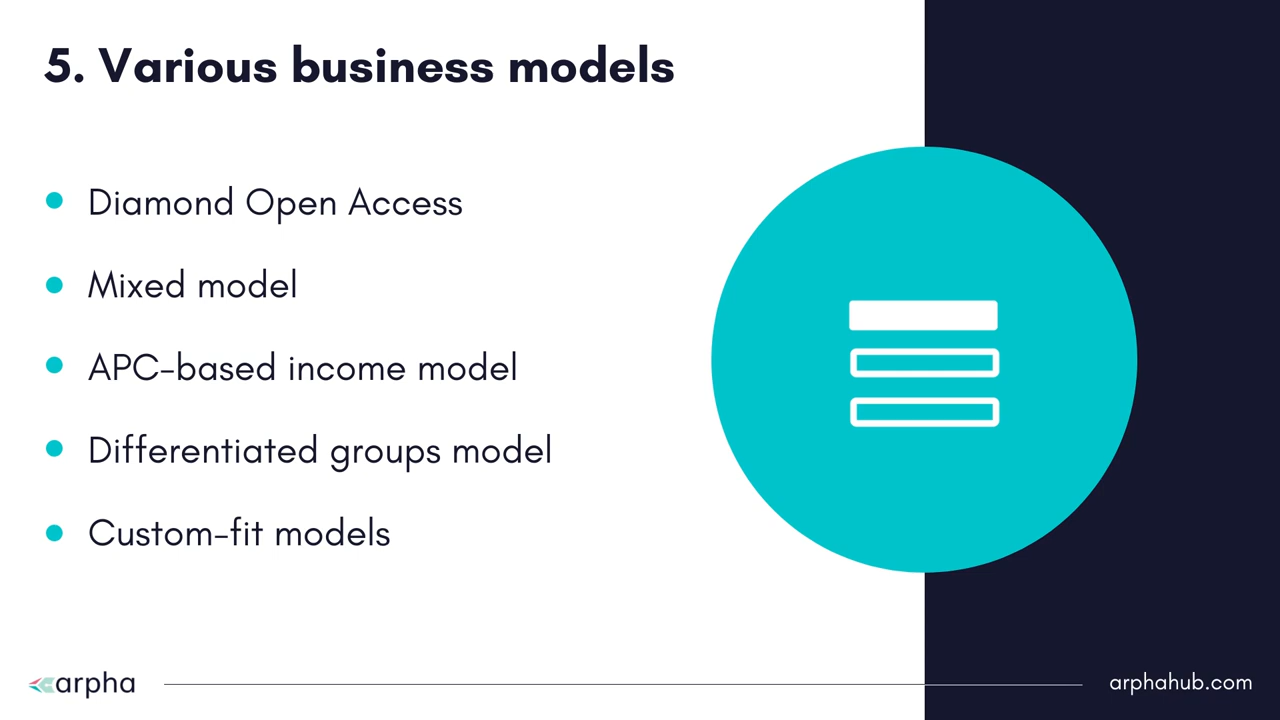 5. Various business models
Diamond Open Access
Mixed model
APC-based income model
Differentiated groups model
Custom-fit models
arpha
arphahub.com